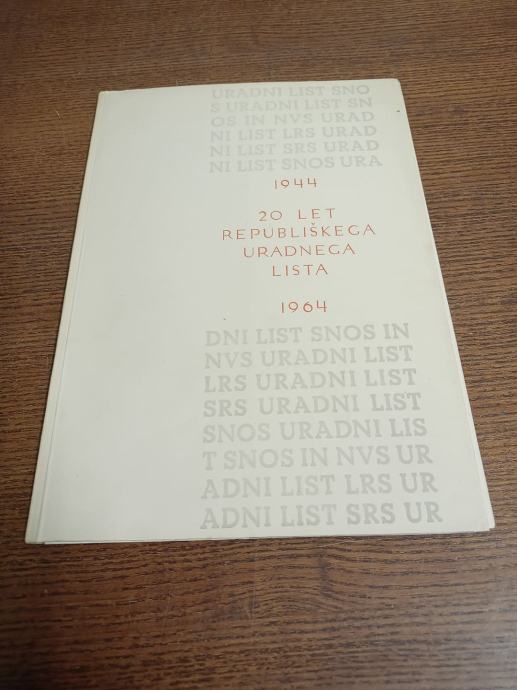 URADNI LIST SNO
S URADNI LIST SN
OS IN NVS URAD
NI LIST LRS URAD
NI LIST SRS URAD
NI LIST SNOS URA
1944
20 LET
REPUBLIŠKEGA
URADNEGA
LISTA
1964
DNI LIST SNOS IN
NVS URADNI LIST
LRS URADNI LIST
SRS URADNI LIST
SNOS URADNI LIS
T SNOS IN NVS UR
ADNI LIST LRS UR
ADNI LIST SRS UR